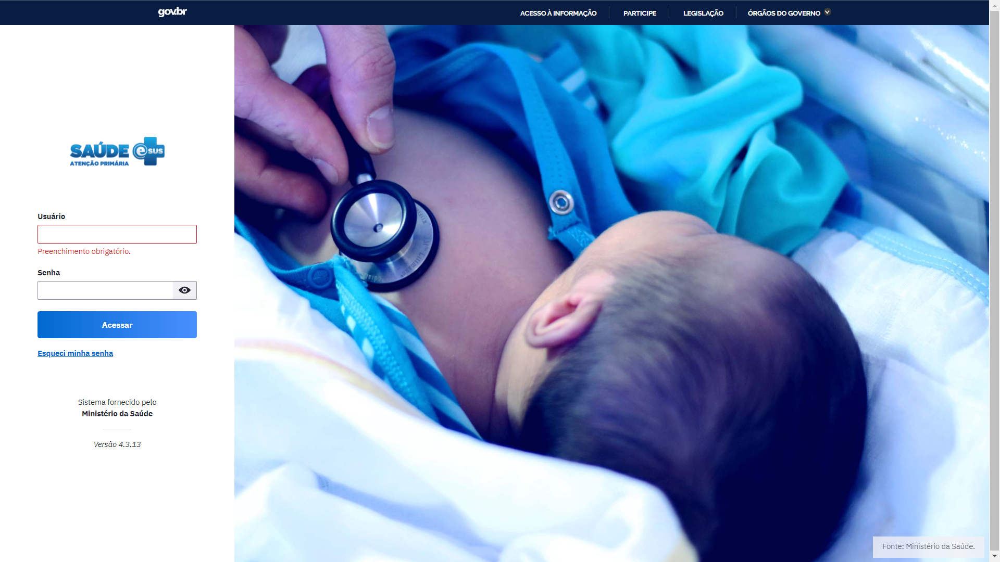 gov.br
ACESSO À INFORMAÇÃO
PARTICIPE
LEGISLAÇÃO
ÓRGÃOS DO GOVERNO
SAÚDE e SUS
ATENÇÃO PRIMÁRIA
Usuário
Preenchimento obrigatório.
Senha
Acessar
Esqueci minha senha
Sistema fornecido pelo
Ministério da Saúde
Versão 4.3.13
Fonte: Ministério da Saúde.